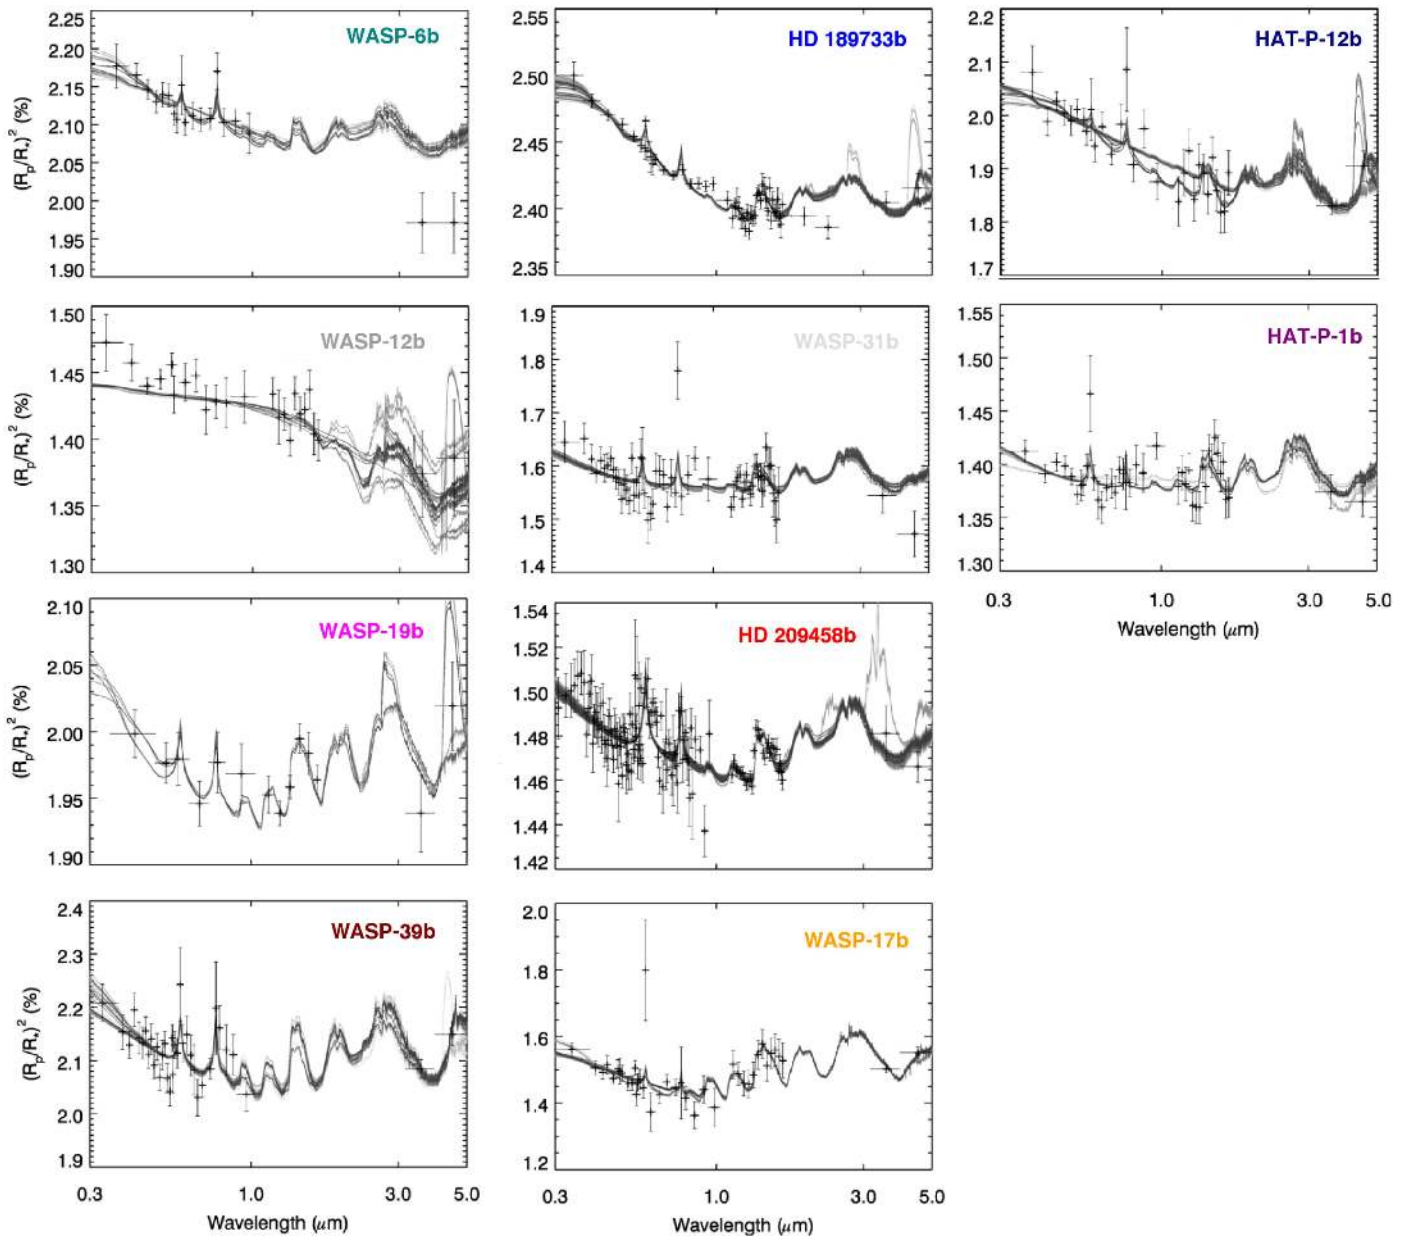 WASP-6b
2.25
2.20
2.15
2.10
2.05
2.00
1.95
1.90
(Rp/R*)² (%)
HD 189733b
2.55
2.50
2.45
2.40
2.35
HAT-P-12b
2.2
2.1
2.0
1.9
1.8
1.7
WASP-12b
1.50
1.45
1.40
1.35
1.30
(Rp/R*)² (%)
WASP-31b
1.9
1.8
1.7
1.6
1.5
1.4
HAT-P-1b
1.55
1.50
1.45
1.40
1.35
1.30
0.3 1.0 3.0 5.0
Wavelength (μm)
WASP-19b
2.10
2.05
2.00
1.95
1.90
(Rp/R*)² (%)
HD 209458b
1.54
1.52
1.50
1.48
1.46
1.44
1.42
WASP-39b
2.4
2.3
2.2
2.1
2.0
1.9
(Rp/R*)² (%)
0.3 1.0 3.0 5.0
Wavelength (μm)
WASP-17b
2.0
1.8
1.6
1.4
1.2
0.3 1.0 3.0 5.0
Wavelength (μm)